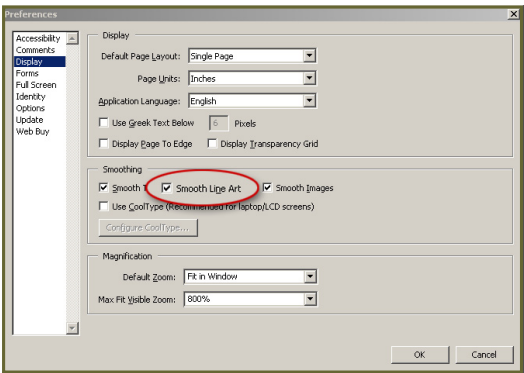 Preferences
Accessibility
Comments
Display
Forms
Full Screen
Identity
Options
Update
Web Buy
Display
Default Page Layout: Single Page
Page Units: Inches
Application Language: English
Use Greek Text Below 6 Pixels
Display Page To Edge Display Transparency Grid
Smoothing
Smooth T Smooth Line Art Smooth Images
Use CoolType (Recommended for laptop/LCD screens)
Configure CoolType...
Magnification
Default Zoom: Fit in Window
Max Fit Visible Zoom: 800%
OK Cancel